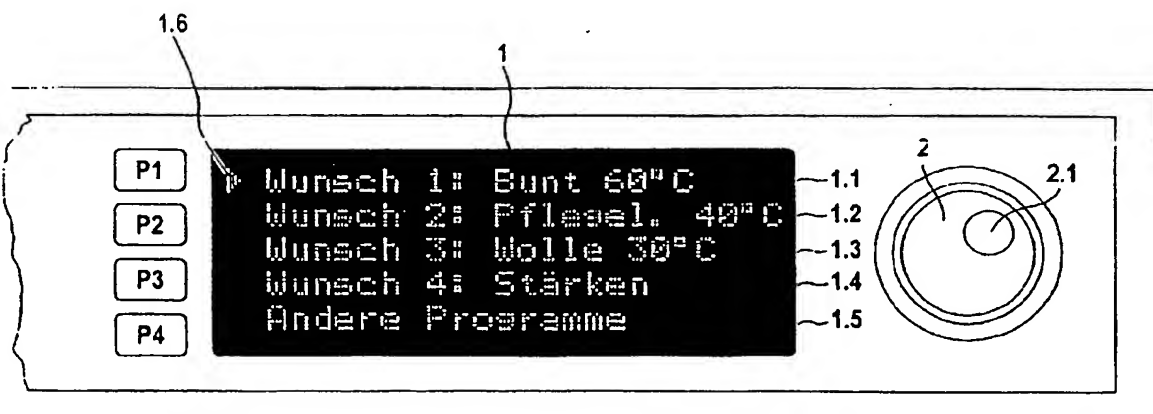 1.6
1
P1
P2
P3
P4
Wunsch 1: Bunt 60°C
Wunsch 2: Pflegel. 40°C
Wunsch 3: Wolle 30°C
Wunsch 4: Stärken
Andere Programme
1.1
1.2
1.3
1.4
1.5
2
2.1